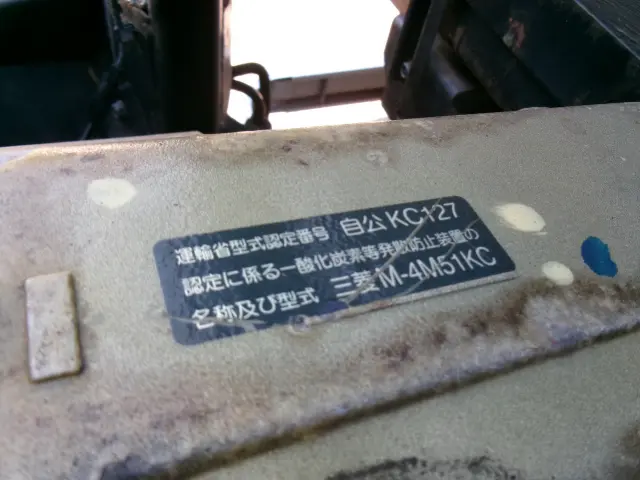 運輸省型式認定番号 自公KC127
認定に係る一酸化炭素等発散防止装置の
名称及び型式 三菱M-4M51KC